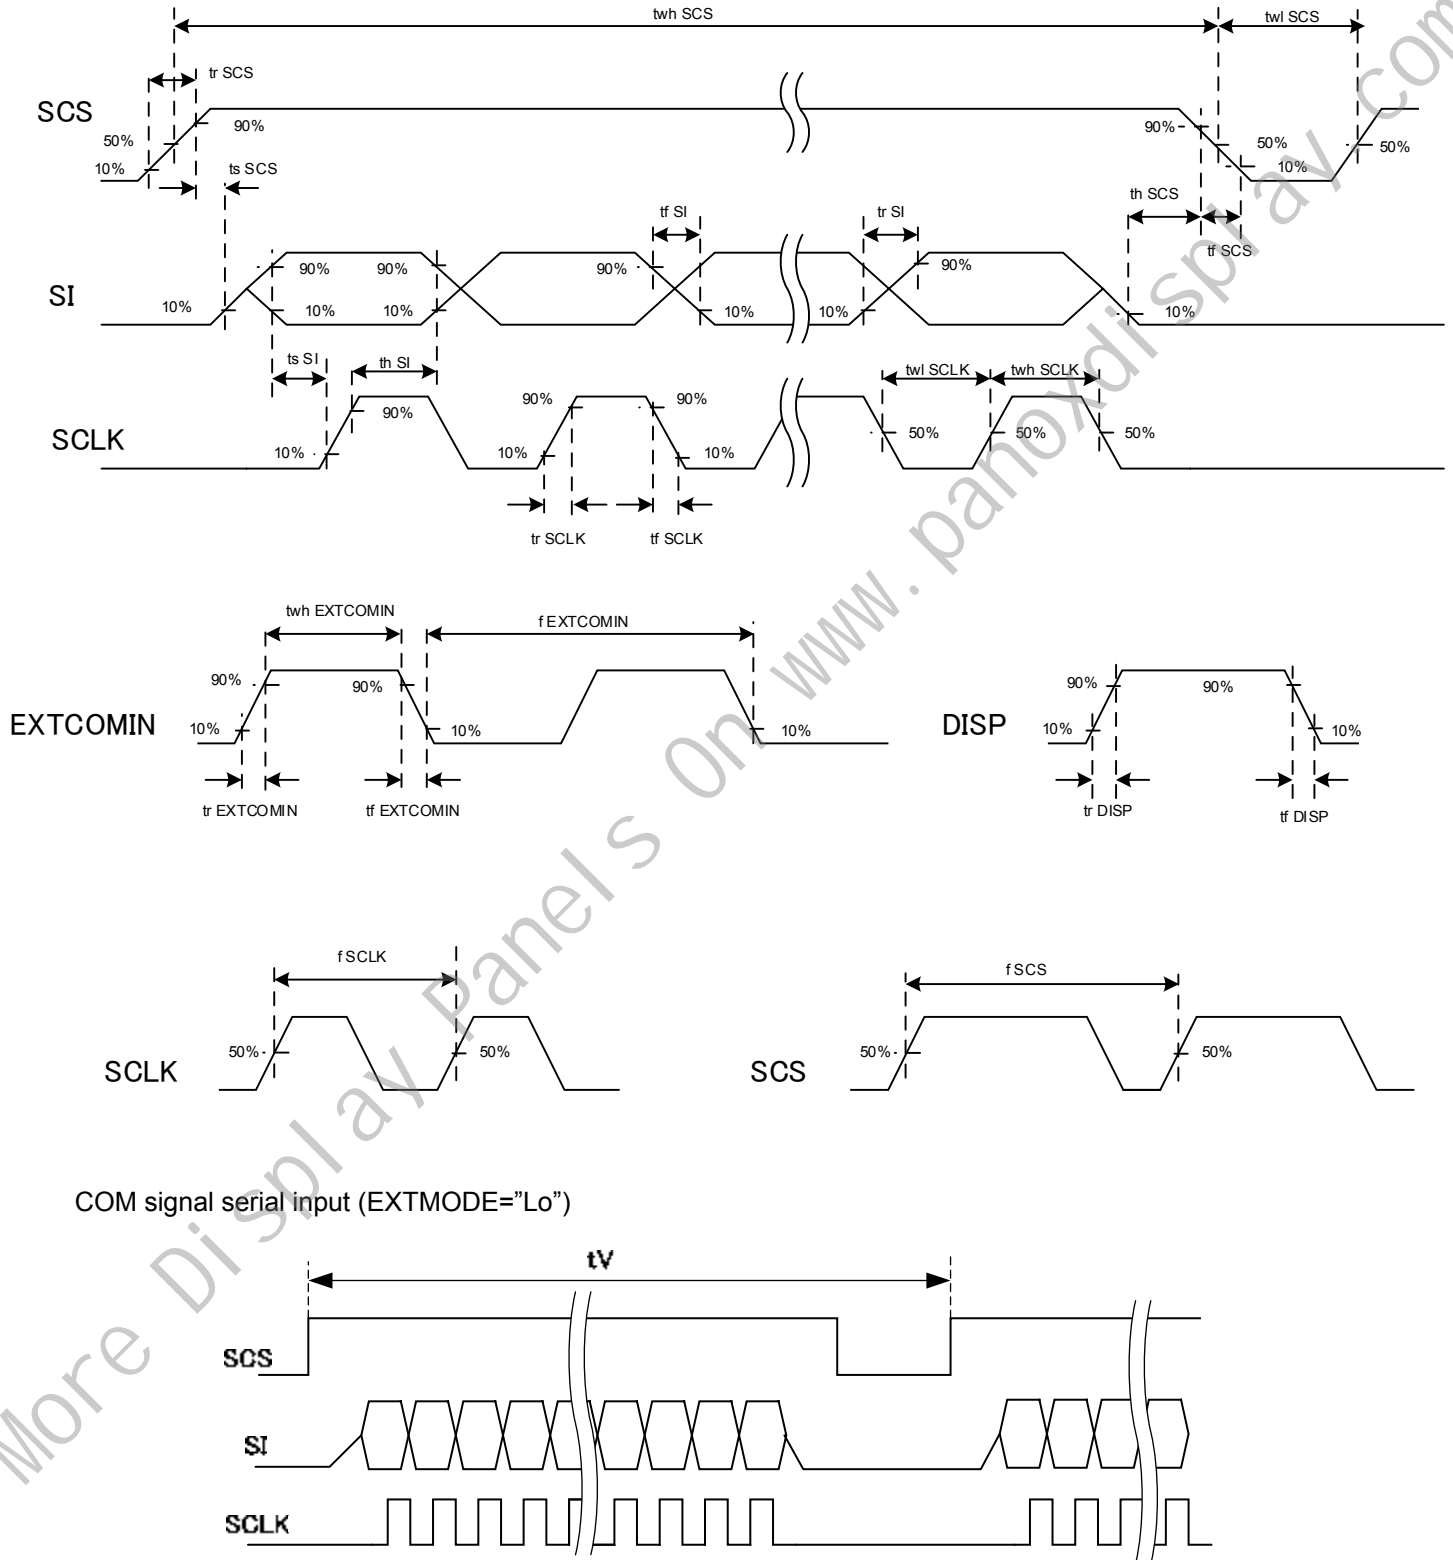 twh SCS
twl SCS
tr SCS
SCS
90%
90%
50%
50%
50%
10%
10%
ts SCS
th SCS
tf SCS
tf SI
tr SI
SI
90%
90%
90%
90%
10%
10%
10%
10%
10%
10%
ts SI
th SI
twl SCLK
twh SCLK
SCLK
90%
90%
90%
50%
50%
50%
10%
10%
10%
tr SCLK
tf SCLK
twh EXTCOMIN
f EXTCOMIN
EXTCOMIN
90%
90%
10%
10%
10%
tr EXTCOMIN
tf EXTCOMIN
DISP
90%
90%
10%
10%
tr DISP
tf DISP
f SCLK
SCLK
50%
50%
f SCS
SCS
50%
50%
COM signal serial input (EXTMODE=”Lo”)
tV
SCS
SI
SCLK
More Display Panels On www.panoxdisplay.com